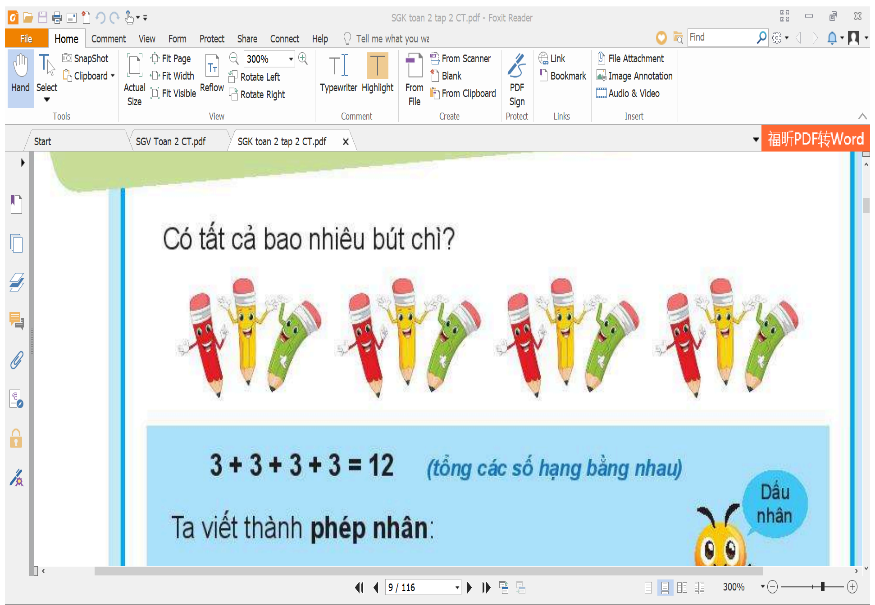 SGK toan 2 tap 2 CT.pdf - Foxit Reader
File Home Comment View Form Protect Share Connect Help Tell me what you wa Find
Hand
Select
SnapShot
Clipboard
Tools
Actual Size
Fit Page
Fit Width
Fit Visible
Reflow
300%
Rotate Left
Rotate Right
View
Typewriter
Highlight
Comment
From File
From Scanner
Blank
From Clipboard
Create
PDF Sign
Protect
Link
Bookmark
Links
File Attachment
Image Annotation
Audio & Video
Insert
Start SGV Toan 2 CT.pdf SGK toan 2 tap 2 CT.pdf x 福昕PDF转Word
Có tất cả bao nhiêu bút chì?
3 + 3 + 3 + 3 = 12 (tổng các số hạng bằng nhau)
Dấu
nhân
Ta viết thành phép nhân:
9 / 116 300%